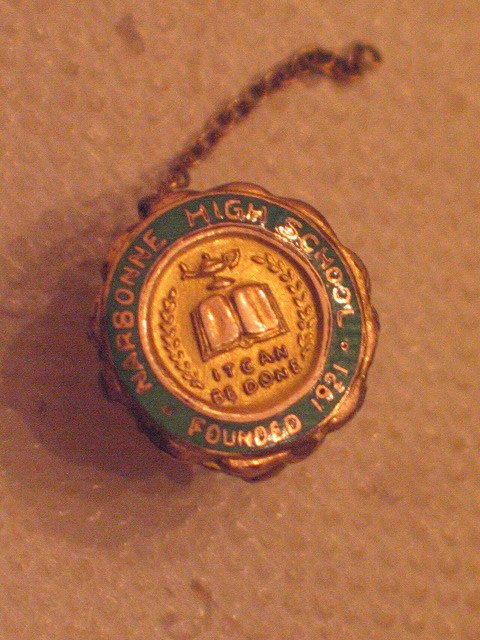 NARBONNE HIGH SCHOOL
FOUNDED 1921
IT CAN
BE DONE